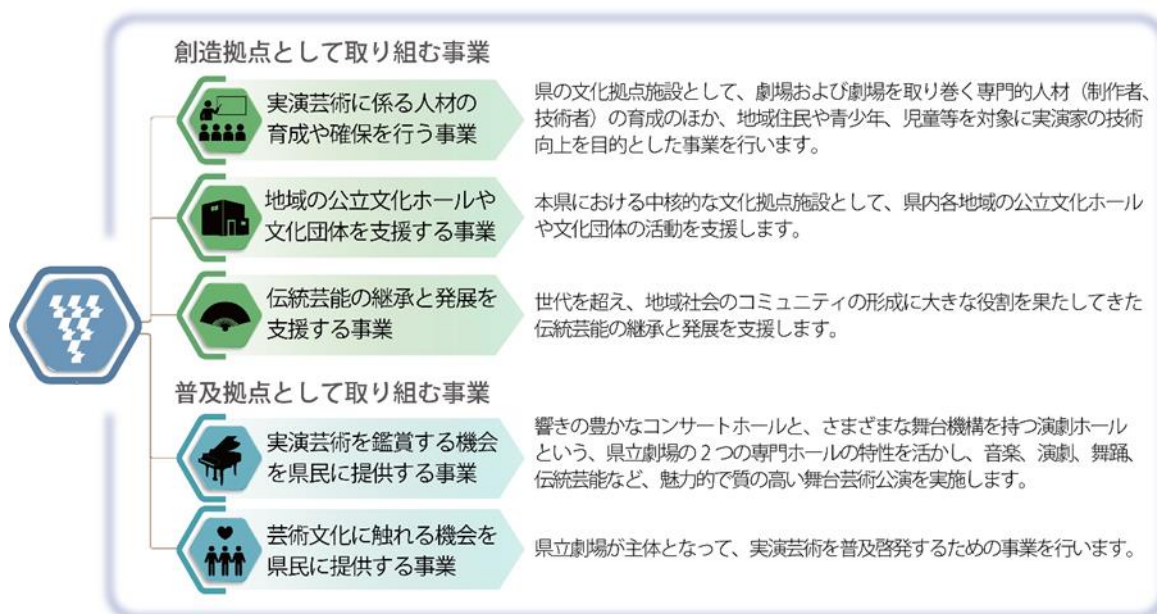 創造拠点として取り組む事業
実演芸術に係る人材の
育成や確保を行う事業
県の文化拠点施設として、劇場および劇場を取り巻く専門的人材（制作者、
技術者）の育成のほか、地域住民や青少年、児童等を対象に実演家の技術
向上を目的とした事業を行います。
地域の公立文化ホールや
文化団体を支援する事業
本県における中核的な文化拠点施設として、県内各地域の公立文化ホール
や文化団体の活動を支援します。
伝統芸能の継承と発展を
支援する事業
世代を超え、地域社会のコミュニティの形成に大きな役割を果たしてきた
伝統芸能の継承と発展を支援します。
普及拠点として取り組む事業
実演芸術を鑑賞する機会
を県民に提供する事業
響きの豊かなコンサートホールと、さまざまな舞台機構を持つ演劇ホール
という、県立劇場の２つの専門ホールの特性を活かし、音楽、演劇、舞踊、
伝統芸能など、魅力的で質の高い舞台芸術公演を実施します。
芸術文化に触れる機会を
県民に提供する事業
県立劇場が主体となって、実演芸術を普及啓発するための事業を行います。